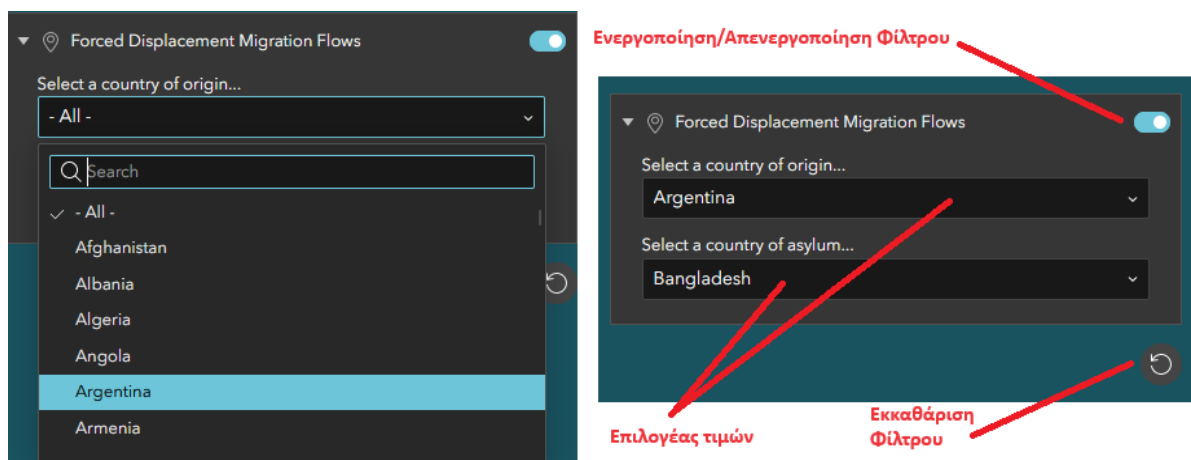 Forced Displacement Migration Flows
Select a country of origin...
- All -
Search
- All -
Afghanistan
Albania
Algeria
Angola
Argentina
Armenia
Ενεργοποίηση/Απενεργοποίηση Φίλτρου
Forced Displacement Migration Flows
Select a country of origin...
Argentina
Select a country of asylum...
Bangladesh
Επιλογέας τιμών
Εκκαθάριση
Φίλτρου